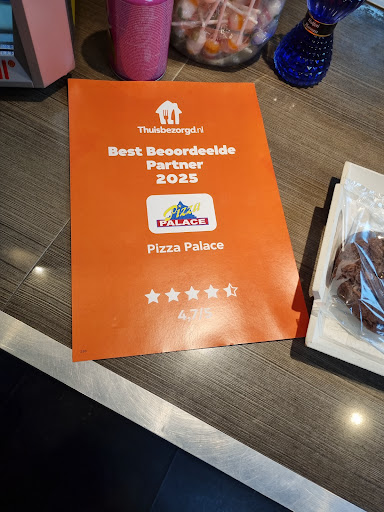 Thuisbezorgd.nl
Best Beoordeelde
Partner
2025
Pizza
PALACE
Pizza Palace
4.7/5